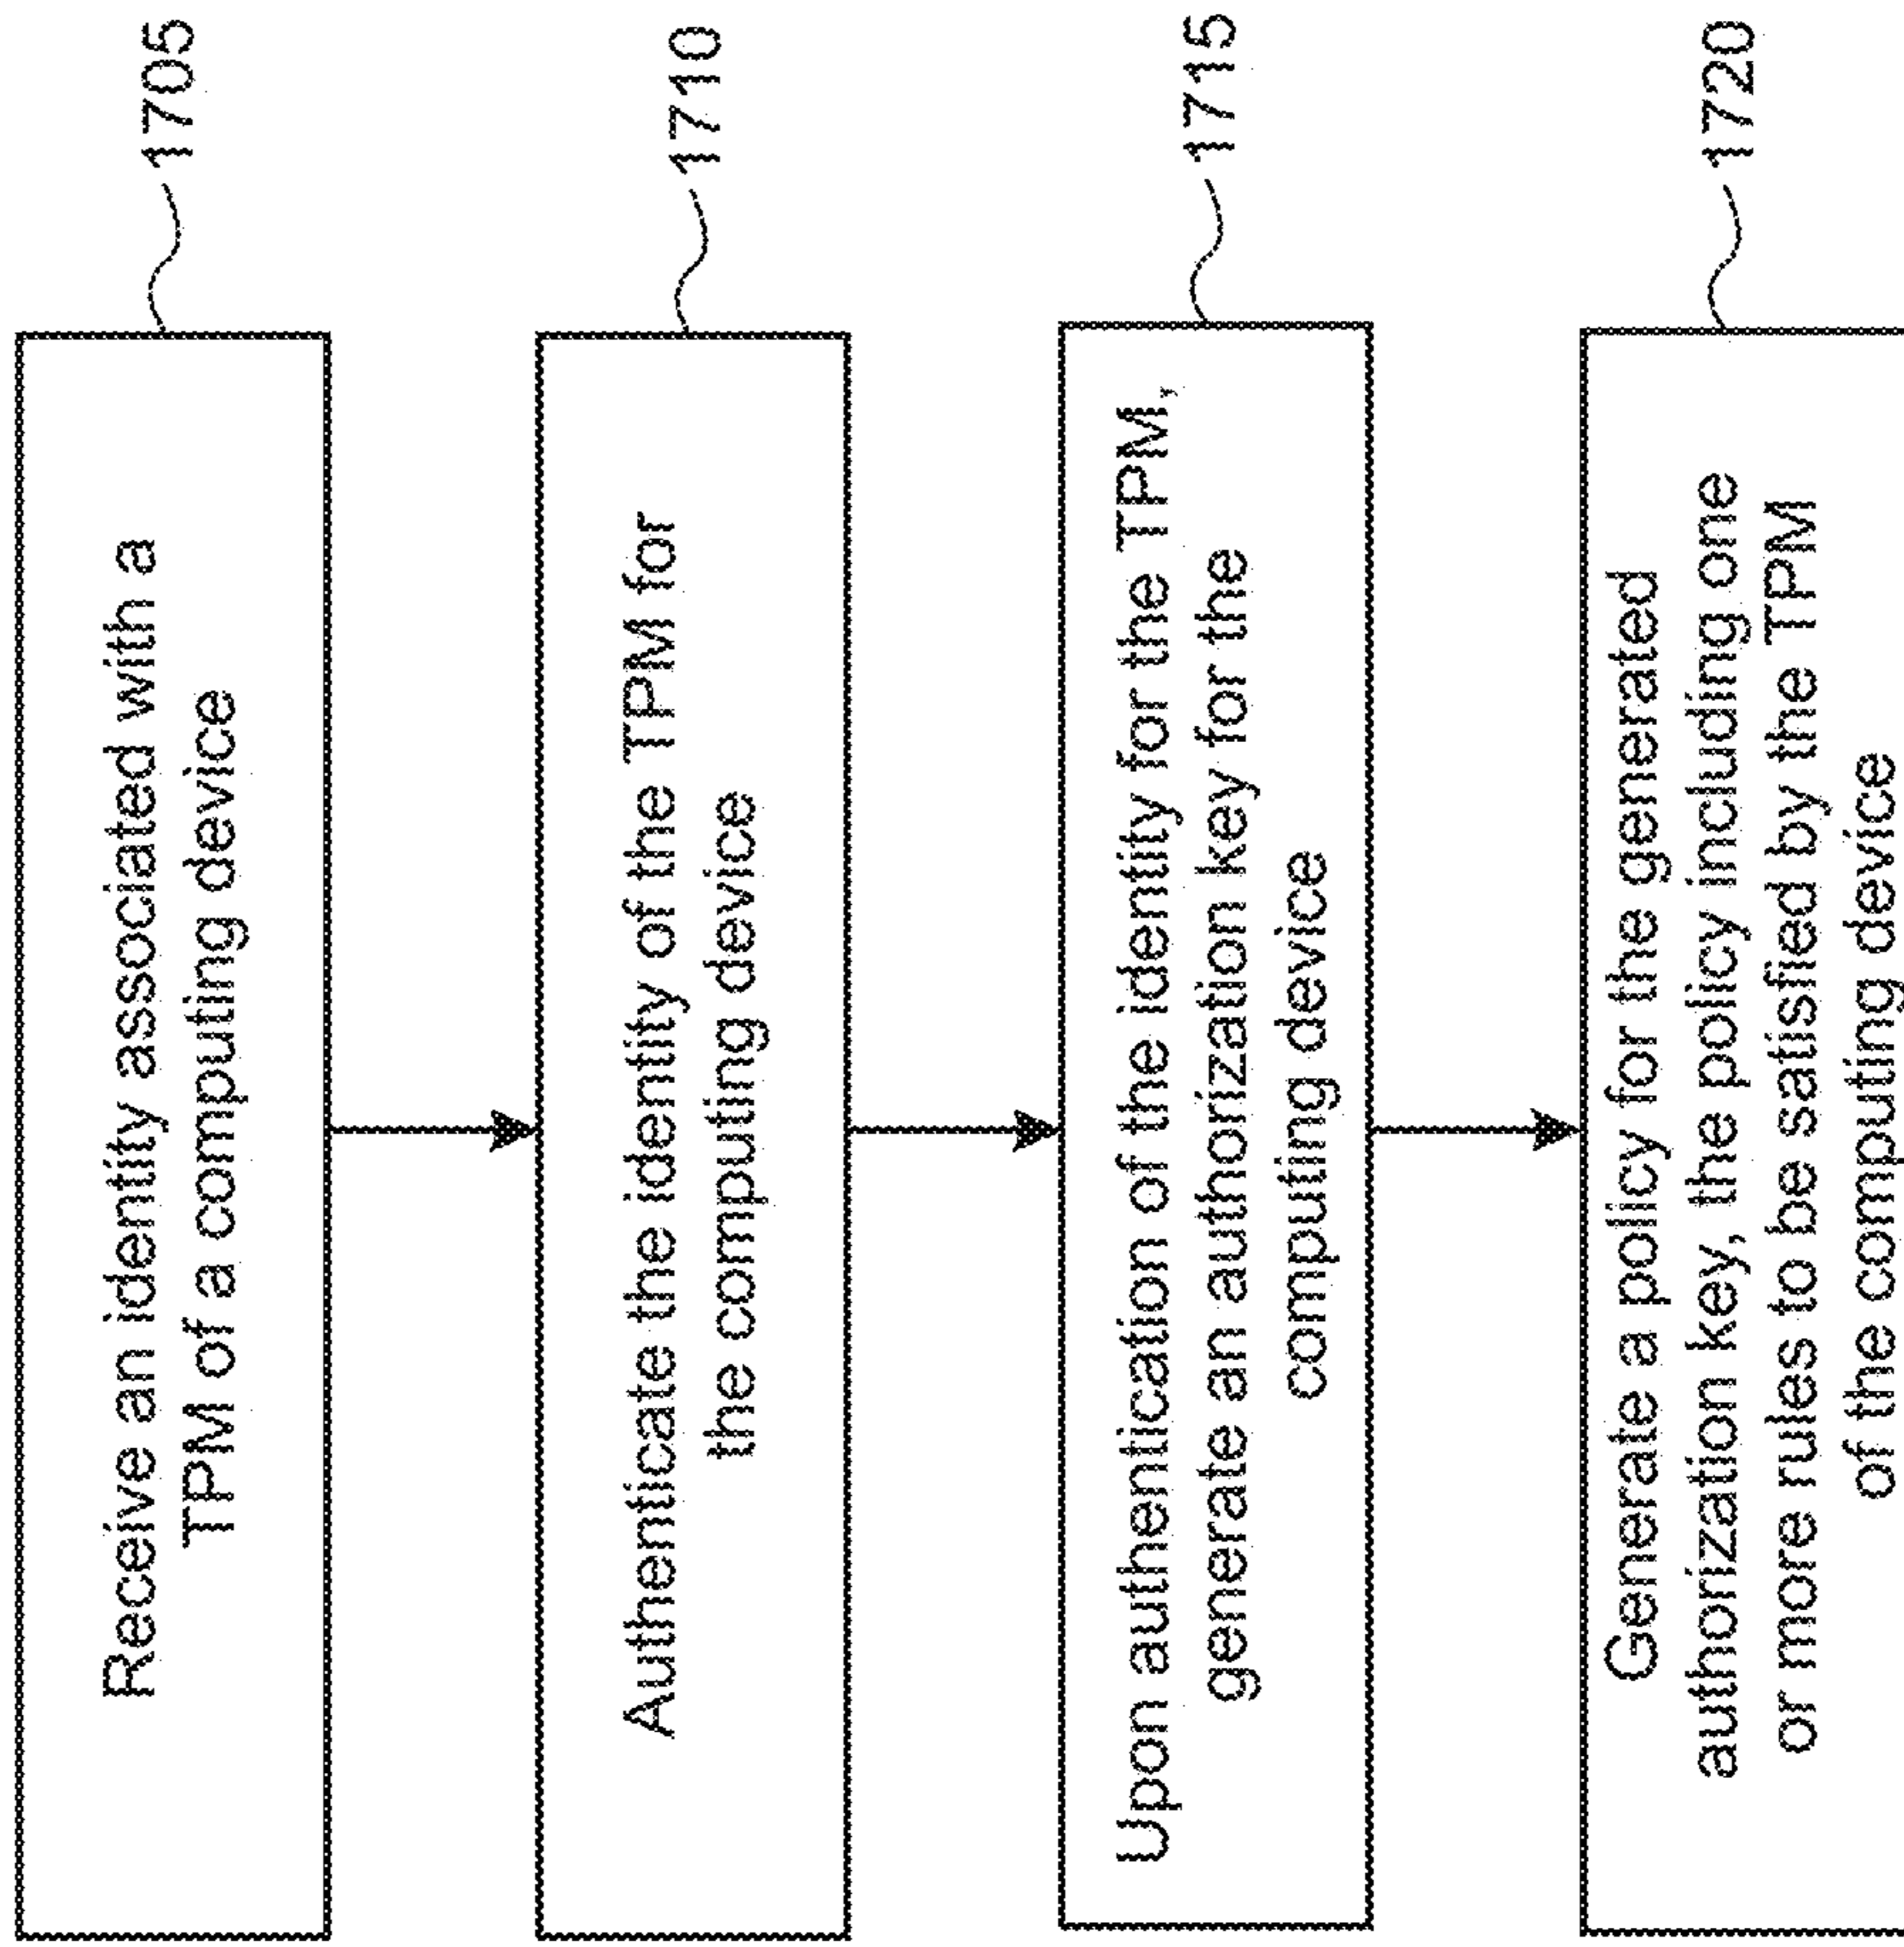 Receive an identity associated with a
TPM of a computing device
1705
Authenticate the identity of the TPM for
the computing device
1710
Upon authentication of the identity for the TPM,
generate an authorization key for the
computing device
1715
Generate a policy for the generated
authorization key, the policy including one
or more rules to be satisfied by the TPM
of the computing device
1720